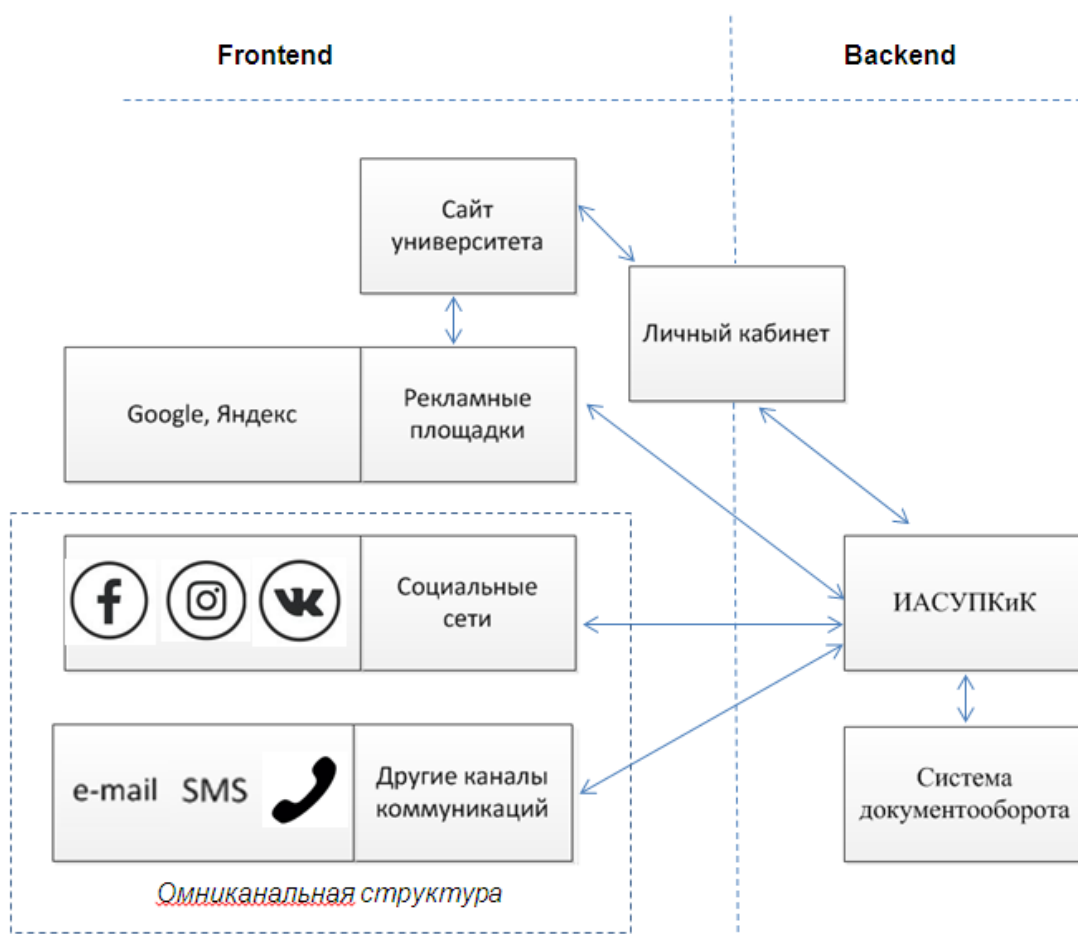 Frontend
Backend
Сайт
университета
Личный кабинет
Google, Яндекс
Рекламные
площадки
Социальные
сети
ИАСУПКиК
e-mail SMS
Другие каналы
коммуникаций
Система
документооборота
Омниканальная структура